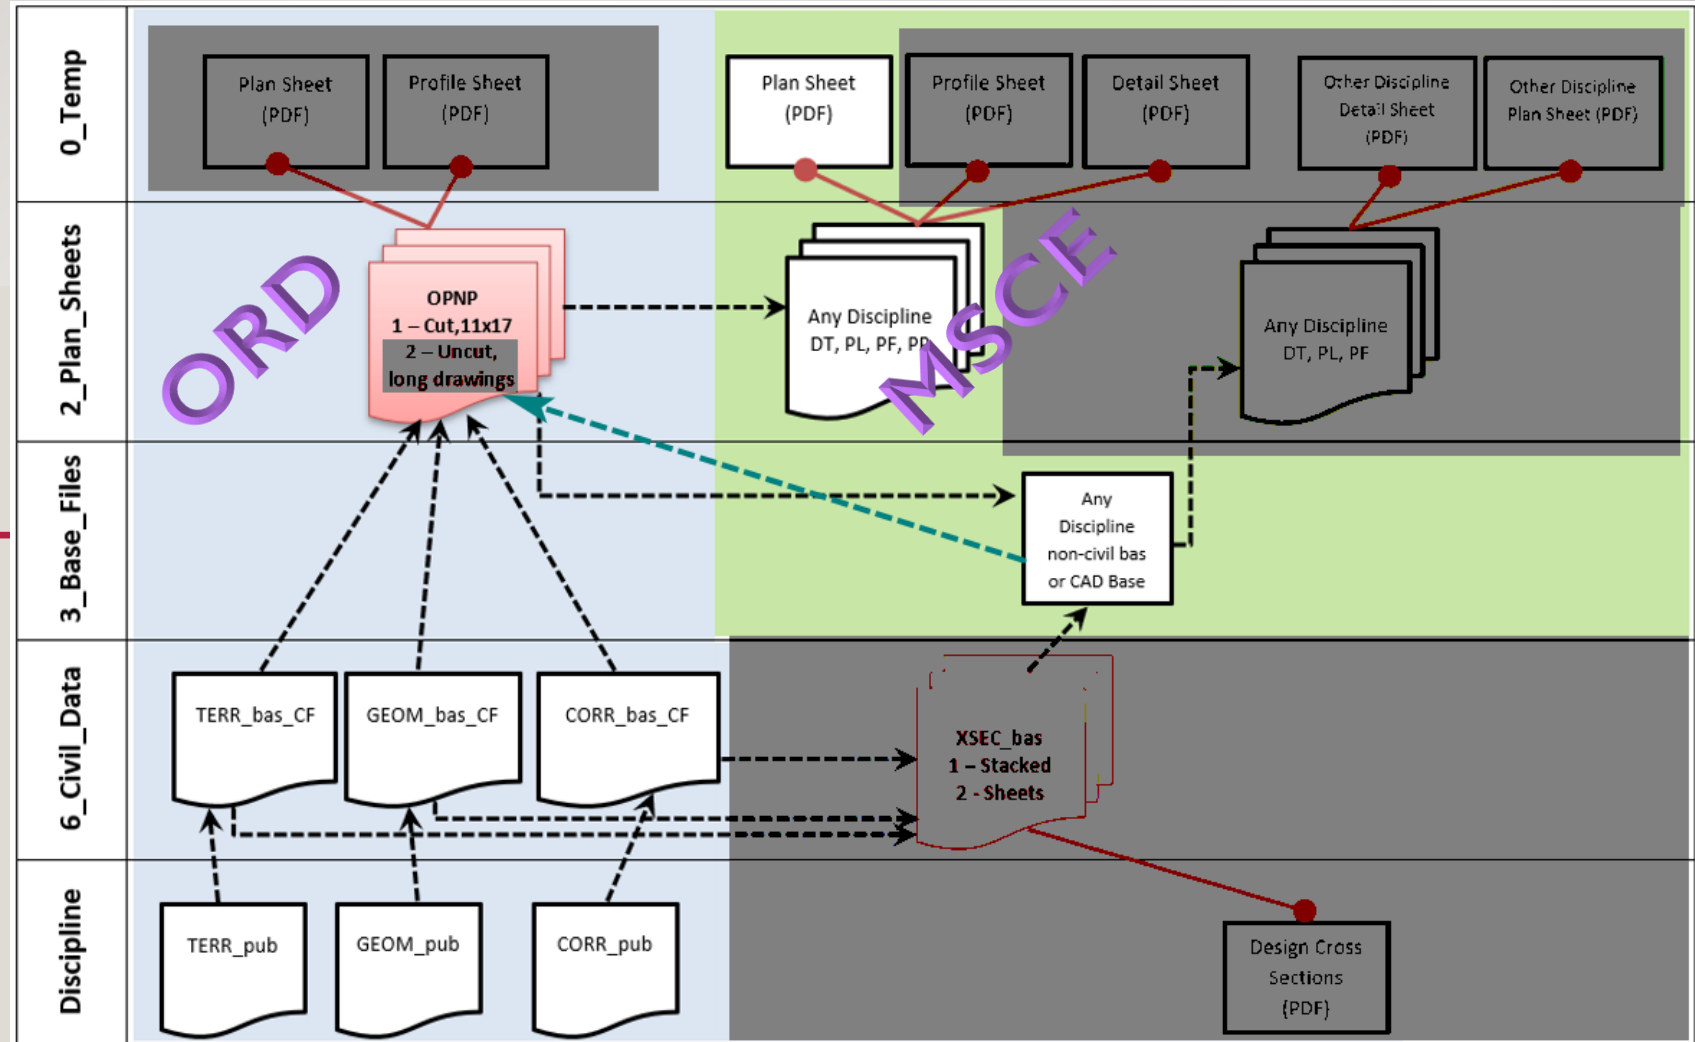 0_Temp
Plan Sheet
(PDF)
Profile Sheet
(PDF)
Plan Sheet
(PDF)
Profile Sheet
(PDF)
Detail Sheet
(PDF)
Other Discipline
Detail Sheet
(PDF)
Other Discipline
Plan Sheet (PDF)
2_Plan_Sheets
ORD
OPNP
1 – Cut,11x17
2 – Uncut,
long drawings
Any Discipline
DT, PL, PF, PP
MSCE
Any Discipline
DT, PL, PF
3_Base_Files
Any
Discipline
non-civil bas
or CAD Base
6_Civil_Data
TERR_bas_CF
GEOM_bas_CF
CORR_bas_CF
XSEC_bas
1 – Stacked
2 - Sheets
Discipline
TERR_pub
GEOM_pub
CORR_pub
Design Cross
Sections
(PDF)